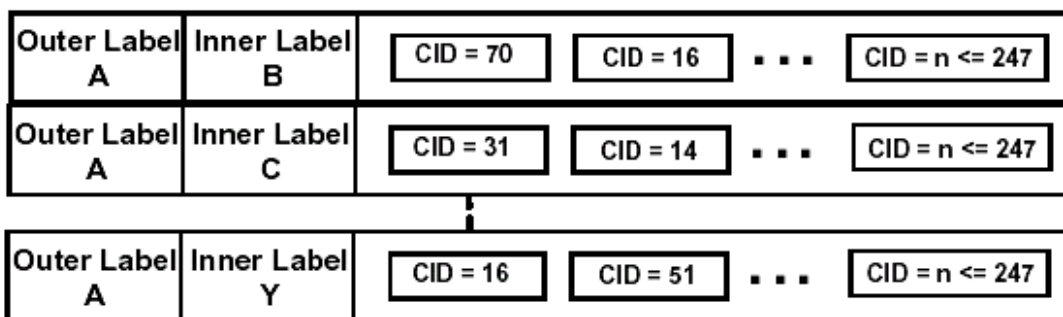 Outer Label Inner Label CID = 70 CID = 16 ... CID = n <= 247
A B
Outer Label Inner Label CID = 31 CID = 14 ... CID = n <= 247
A C
Outer Label Inner Label CID = 16 CID = 51 ... CID = n <= 247
A Y